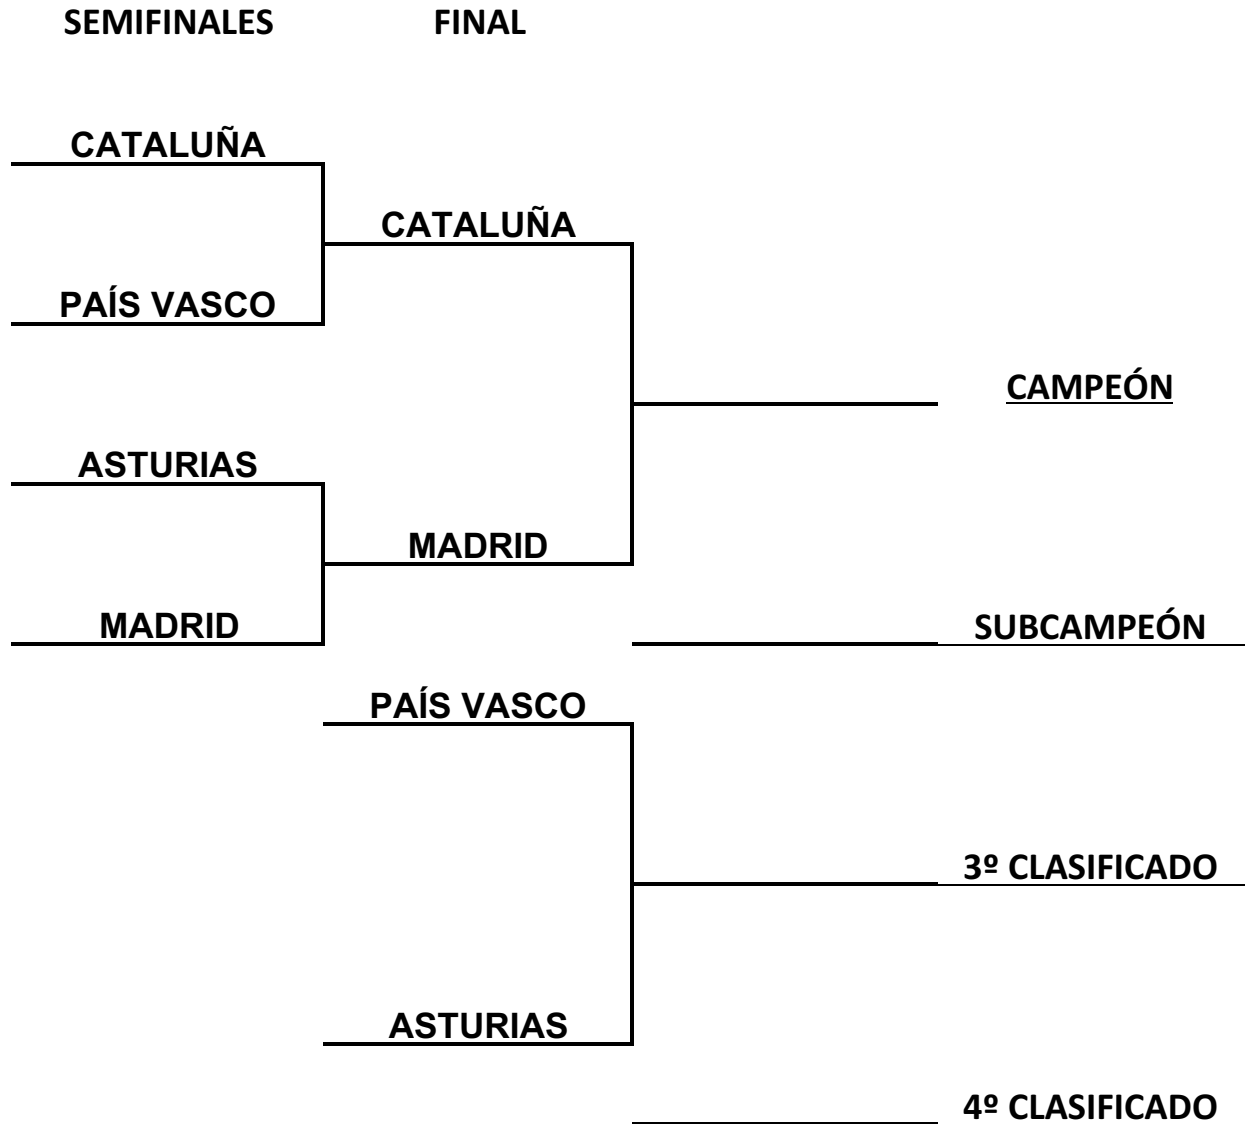 SEMIFINALES FINAL
CATALUÑA
CATALUÑA
PAÍS VASCO
CAMPEÓN
ASTURIAS
MADRID
MADRID
SUBCAMPEÓN
PAÍS VASCO
3º CLASIFICADO
ASTURIAS
4º CLASIFICADO